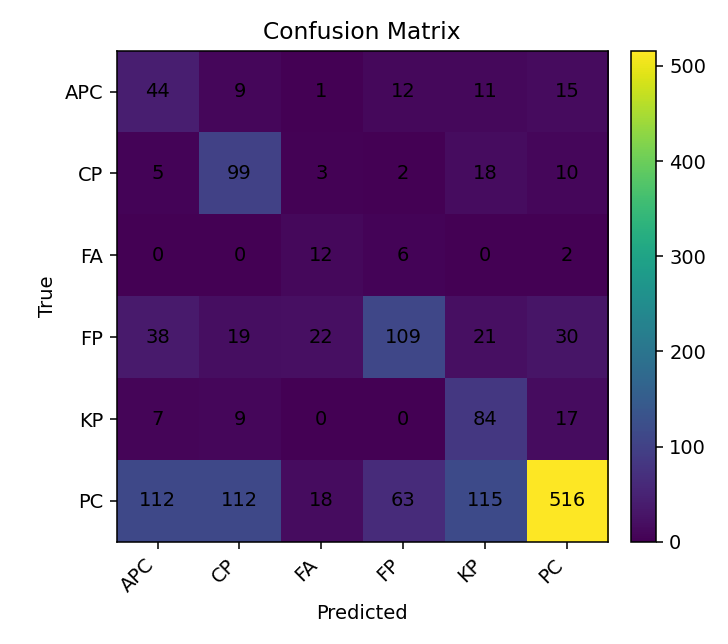 Confusion Matrix
True
APC 44 9 1 12 11 15
CP 5 99 3 2 18 10
FA 0 0 12 6 0 2
FP 38 19 22 109 21 30
KP 7 9 0 0 84 17
PC 112 112 18 63 115 516
APC CP FA FP KP PC
Predicted
500
400
300
200
100
0